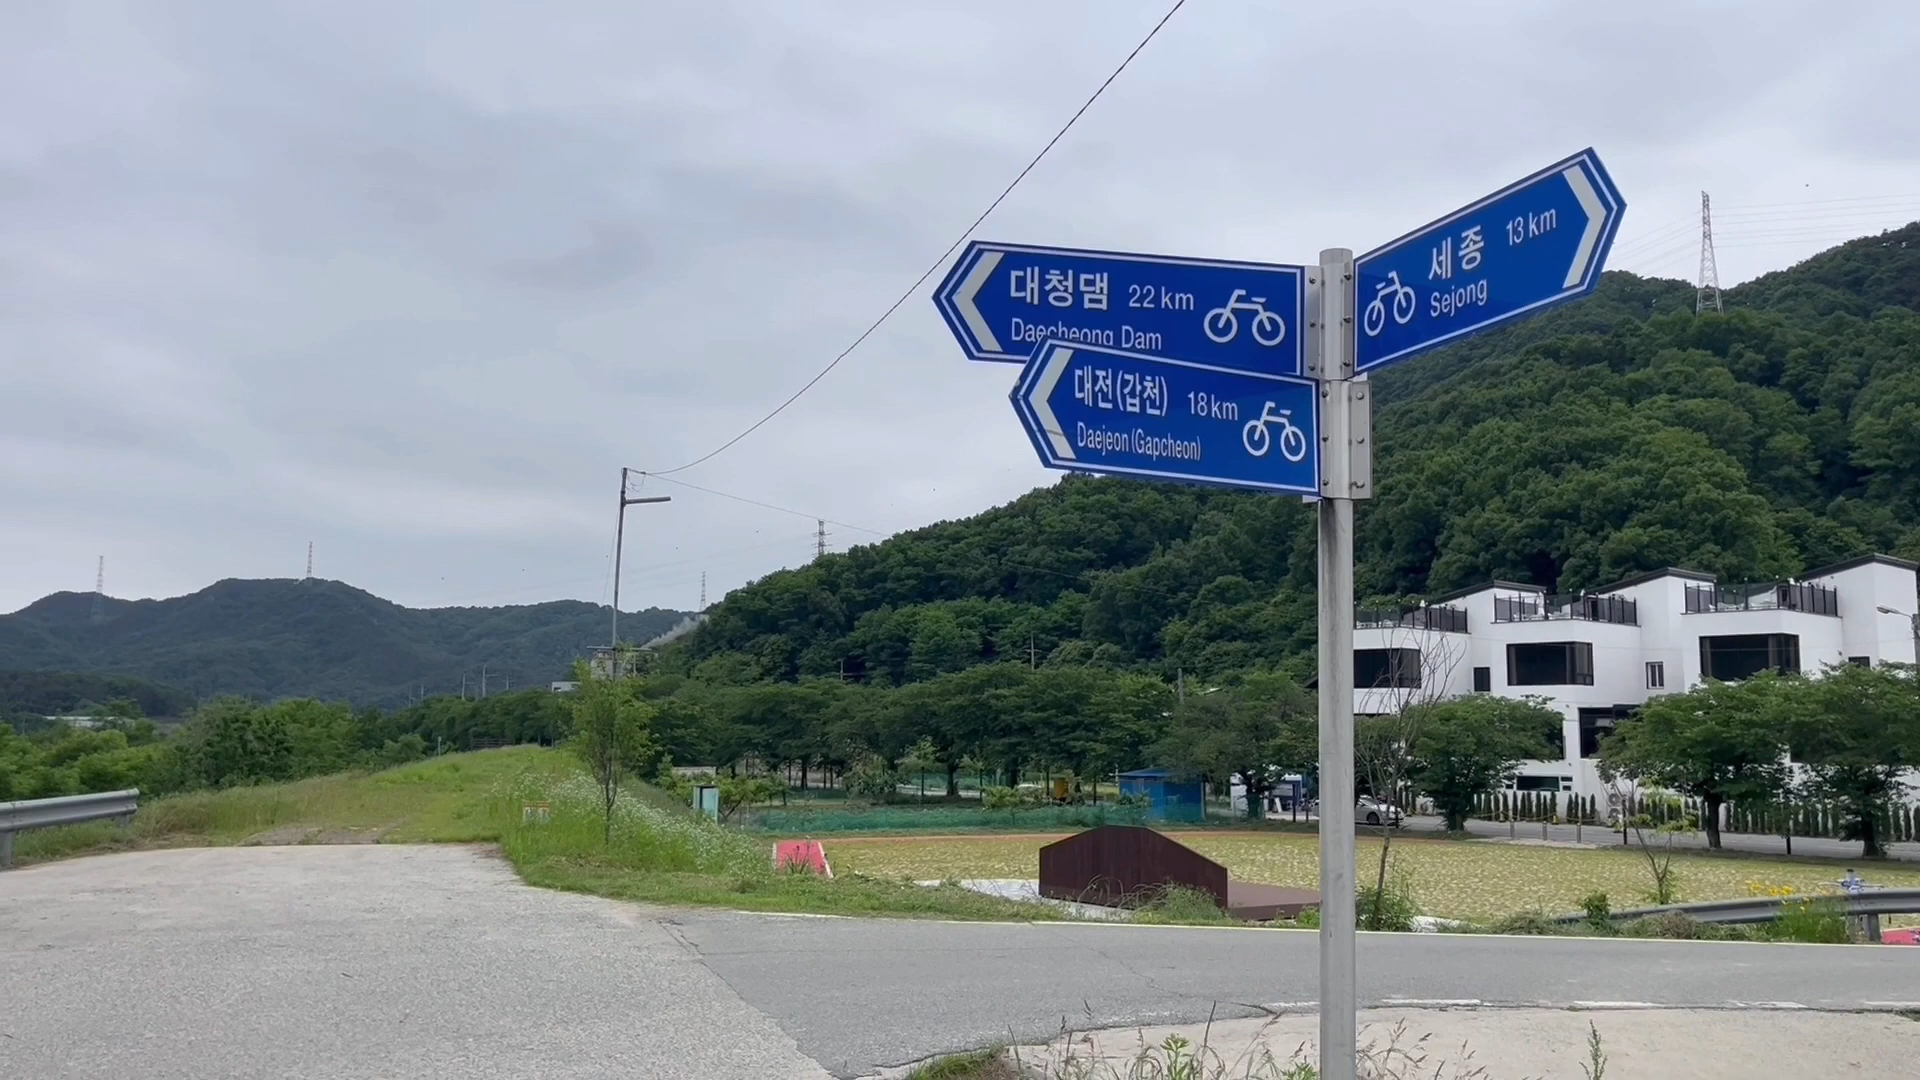 대청댐 22 km
Daecheong Dam
대전(갑천) 18 km
Daejeon (Gapcheon)
세종 13 km
Sejong